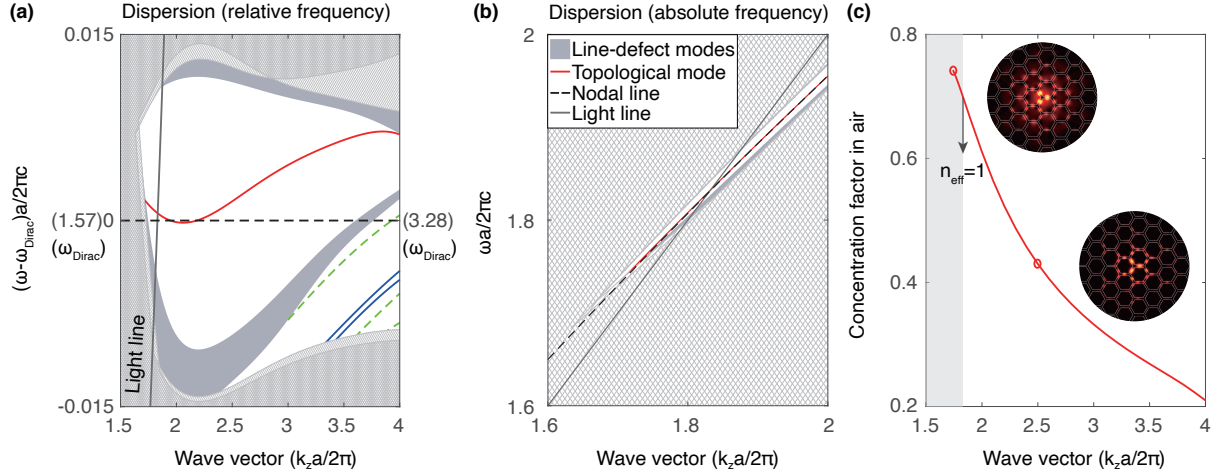 (a)
Dispersion (relative frequency)
0.015
(ω-ω_Dirac)a/2πc
(1.57)0
(ω_Dirac)
(3.28)
(ω_Dirac)
Light line
-0.015
1.5 2 2.5 3 3.5 4
Wave vector (k_z a/2π)
(b)
Dispersion (absolute frequency)
2
Line-defect modes
Topological mode
Nodal line
Light line
ωa/2πc
1.8
1.6
1.6 1.8 2
Wave vector (k_z a/2π)
(c)
Concentration factor in air
0.8
0.6
0.4
0.2
n_eff=1
1.5 2 2.5 3 3.5 4
Wave vector (k_z a/2π)